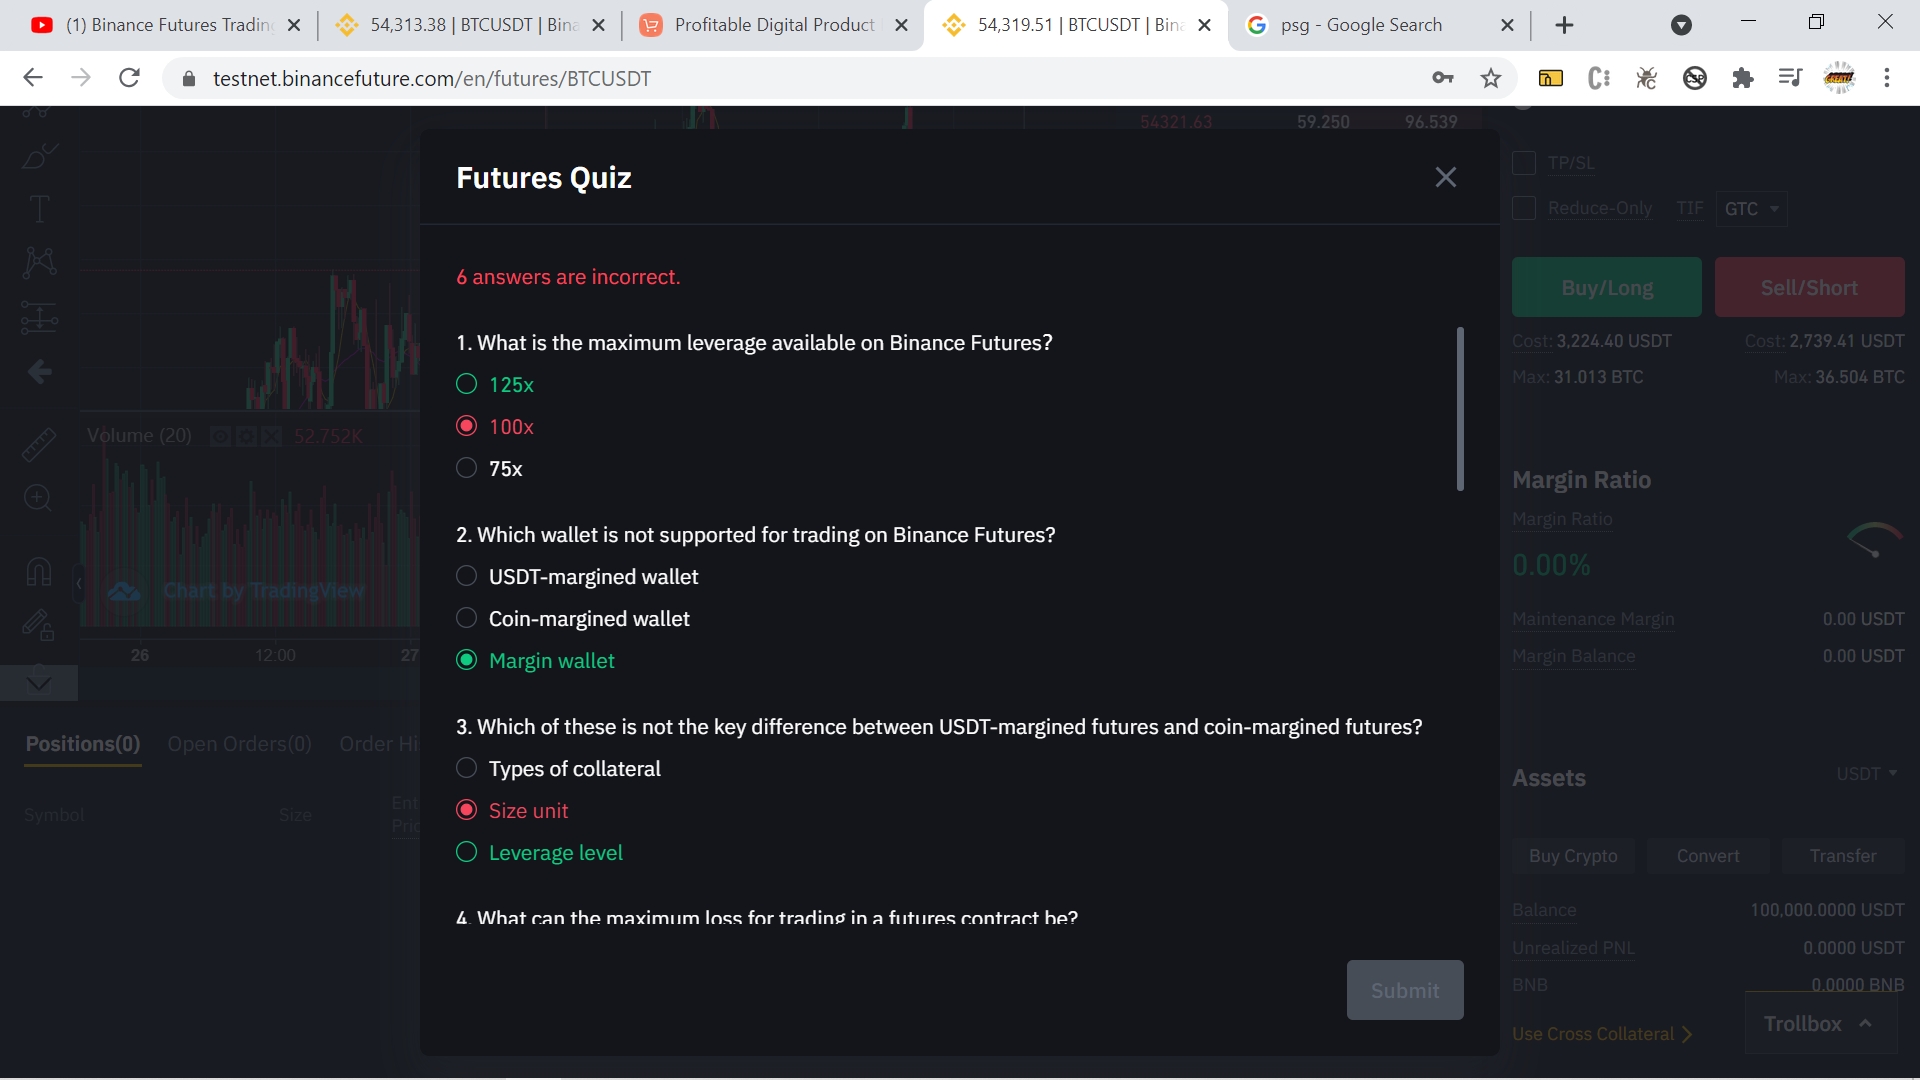 (1) Binance Futures Trading
54,313.38 | BTCUSDT | Bina
Profitable Digital Product
54,319.51 | BTCUSDT | Bina
psg - Google Search
testnet.binancefuture.com/en/futures/BTCUSDT
54321.63 59.250 96.539
TP/SL
Futures Quiz
Reduce-Only TIF GTC
6 answers are incorrect.
Buy/Long Sell/Short
1. What is the maximum leverage available on Binance Futures?
Cost: 3,224.40 USDT Cost: 2,739.41 USDT
125x
Max: 31.013 BTC Max: 36.504 BTC
100x
Volume (20) 52.752K
75x
Margin Ratio
Margin Ratio
2. Which wallet is not supported for trading on Binance Futures?
0.00%
USDT-margined wallet
Chart by TradingView
Coin-margined wallet
Maintenance Margin 0.00 USDT
26 12:00 27
Margin wallet
Margin Balance 0.00 USDT
3. Which of these is not the key difference between USDT-margined futures and coin-margined futures?
Positions(0) Open Orders(0) Order Hi
Types of collateral
Assets USDT
Symbol Size Ent
Pric
Size unit
Leverage level
Buy Crypto Convert Transfer
4. What can the maximum loss for trading in a futures contract be?
Balance 100,000.0000 USDT
Unrealized PNL 0.0000 USDT
BNB 0.0000 BNB
Submit
Use Cross Collateral
Trollbox